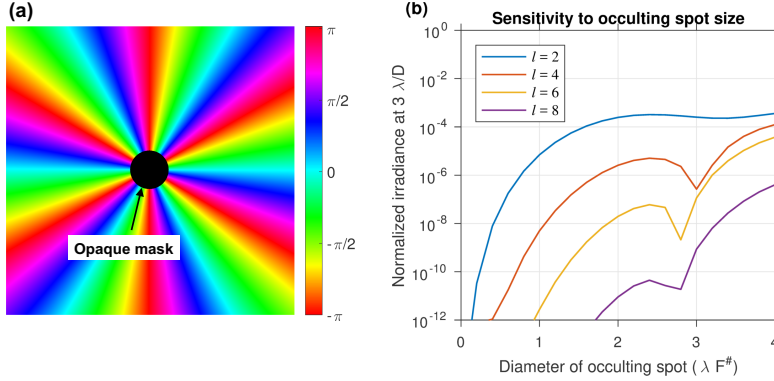 (a)
Opaque mask
π
π/2
0
-π/2
-π
(b)
Sensitivity to occulting spot size
Normalized irradiance at 3 λ/D
10^0
10^-2
10^-4
10^-6
10^-8
10^-10
10^-12
l = 2
l = 4
l = 6
l = 8
0 1 2 3 4
Diameter of occulting spot ( λ F^#)